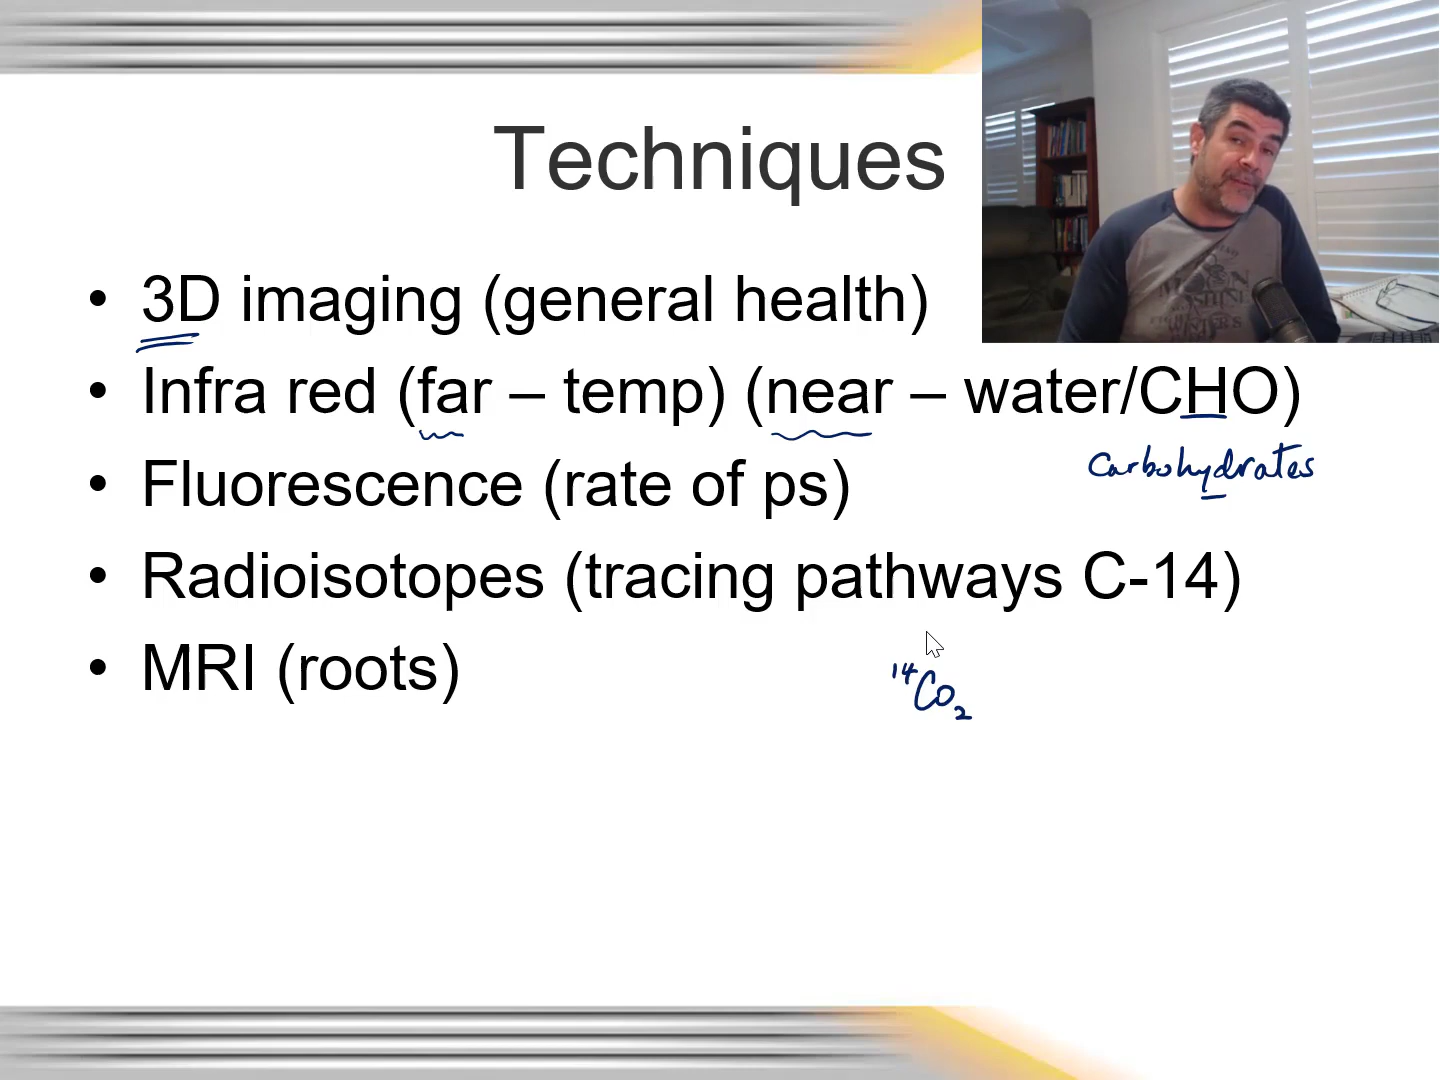 Techniques
• 3D imaging (general health)
• Infra red (far – temp) (near – water/CHO)
Carbohydrates
• Fluorescence (rate of ps)
• Radioisotopes (tracing pathways C-14)
• MRI (roots)
¹⁴CO₂